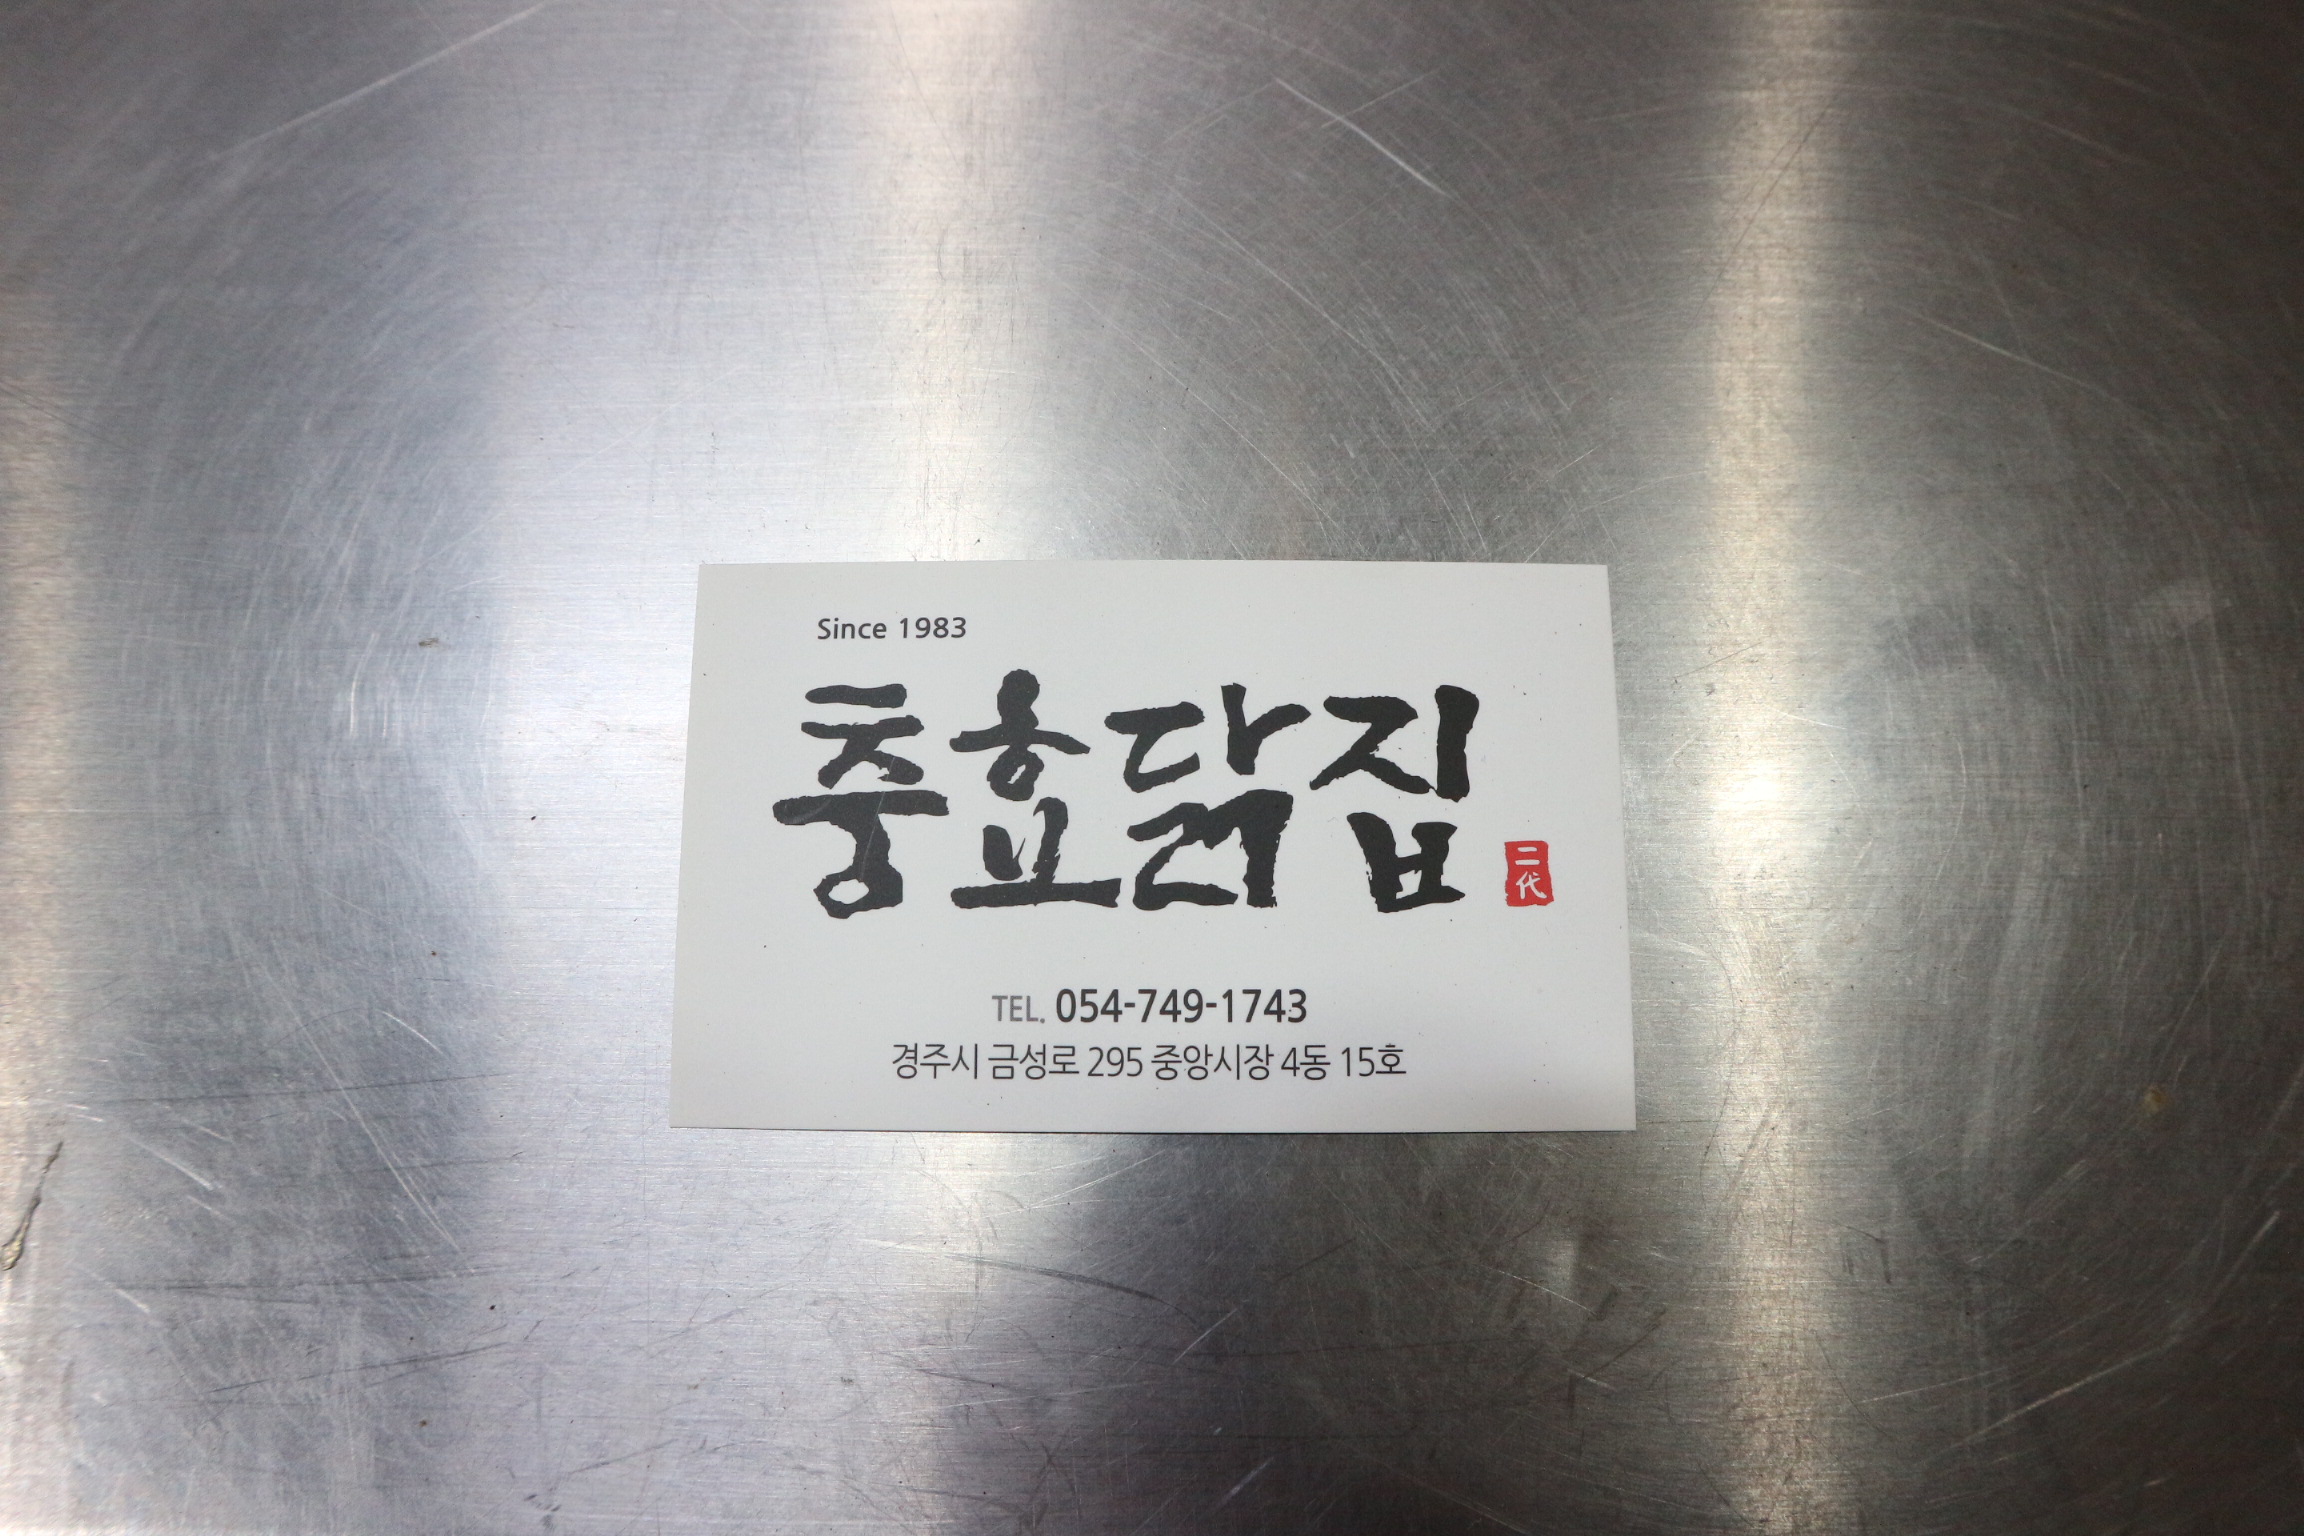 Since 1983
충효닭집
二代
TEL. 054-749-1743
경주시 금성로 295 중앙시장 4동 15호